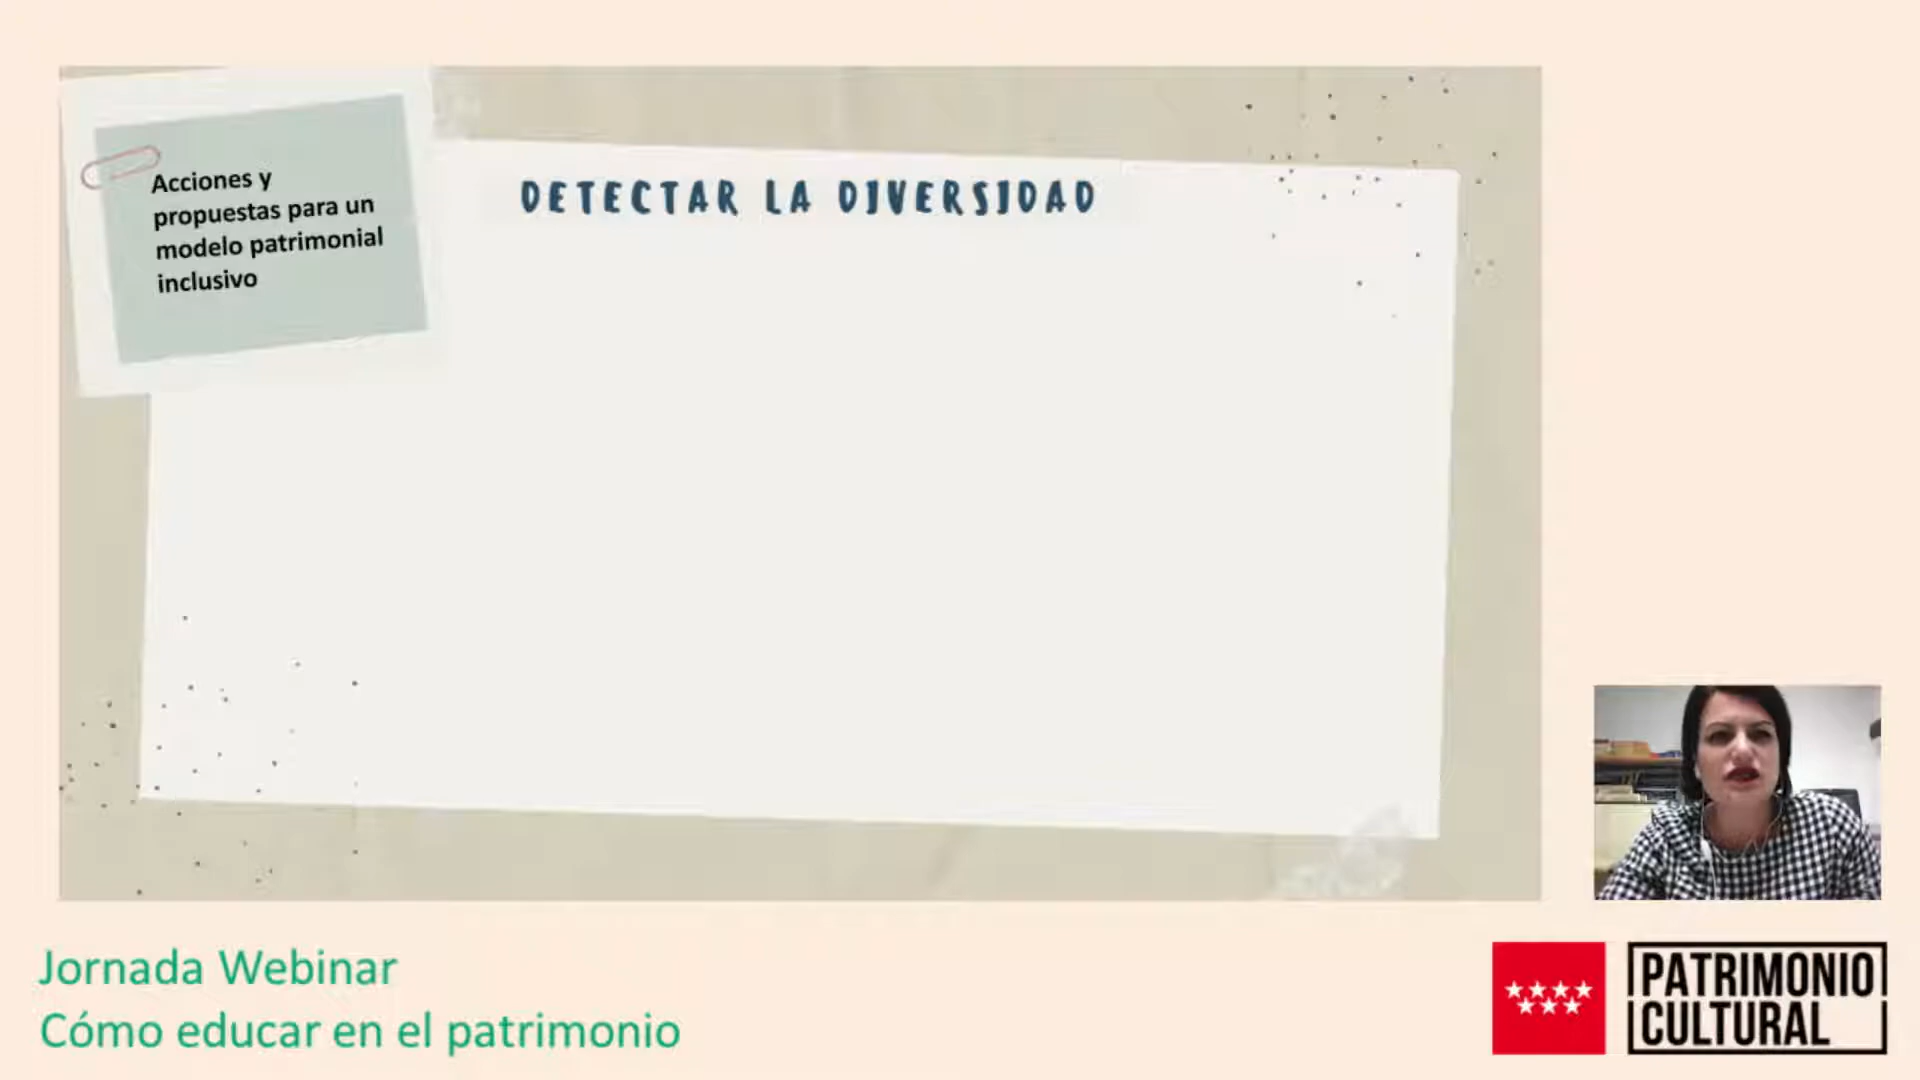 Acciones y
propuestas para un
modelo patrimonial
inclusivo
DETECTAR LA DIVERSIDAD
Jornada Webinar
Cómo educar en el patrimonio
PATRIMONIO
CULTURAL